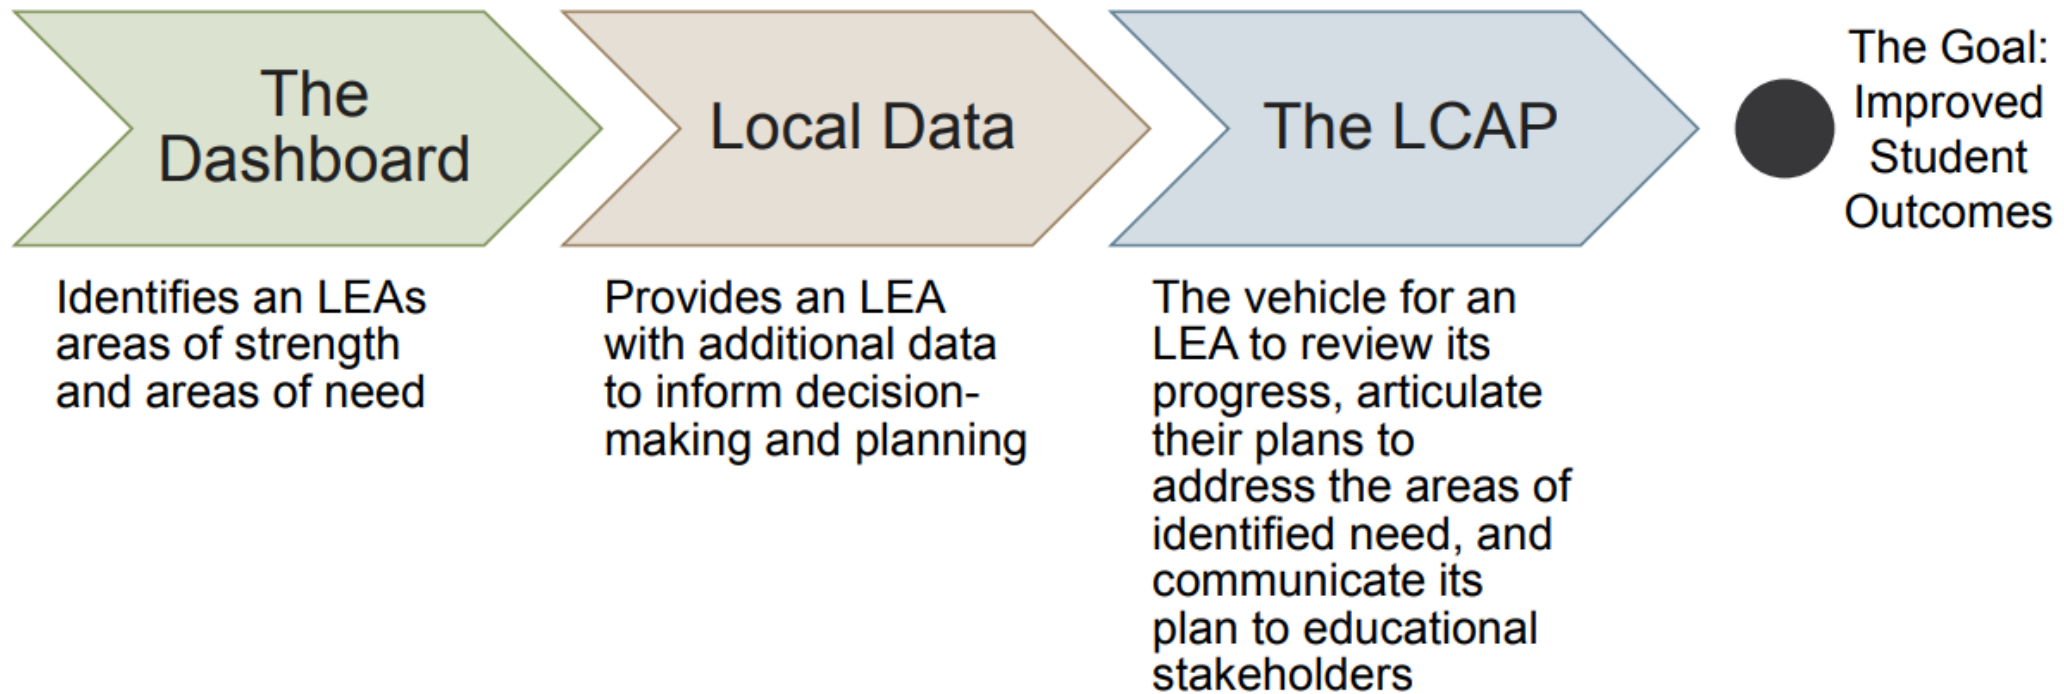 The
Dashboard
Identifies an LEAs
areas of strength
and areas of need
Local Data
Provides an LEA
with additional data
to inform decision-
making and planning
The LCAP
The vehicle for an
LEA to review its
progress, articulate
their plans to
address the areas of
identified need, and
communicate its
plan to educational
stakeholders
The Goal:
Improved
Student
Outcomes